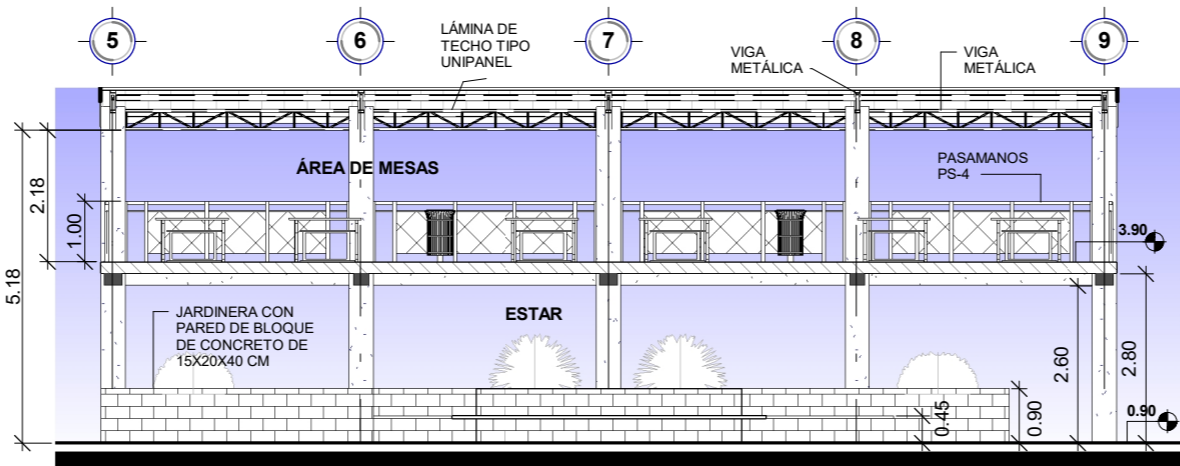 5
6
7
8
9
LÁMINA DE
TECHO TIPO
UNIPANEL
VIGA
METÁLICA
VIGA
METÁLICA
ÁREA DE MESAS
PASAMANOS
PS-4
2.18
1.00
5.18
3.90
JARDINERA CON
PARED DE BLOQUE
DE CONCRETO DE
15X20X40 CM
ESTAR
2.60
2.80
0.45
0.90
0.90